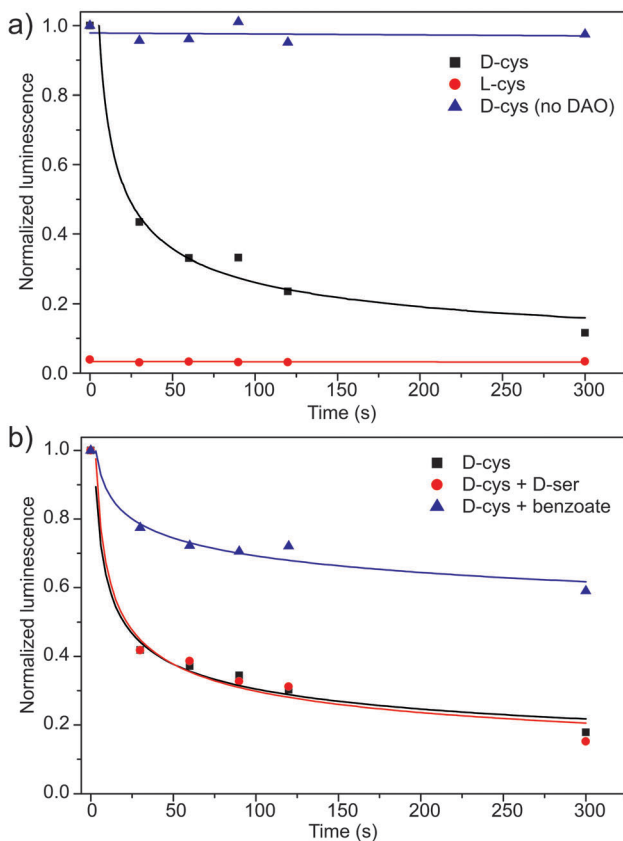 a)
Normalized luminescence
1.0
0.8
0.6
0.4
0.2
0.0
D-cys
L-cys
D-cys (no DAO)
0 50 100 150 200 250 300
Time (s)
b)
Normalized luminescence
1.0
0.8
0.6
0.4
0.2
0.0
D-cys
D-cys + D-ser
D-cys + benzoate
0 50 100 150 200 250 300
Time (s)